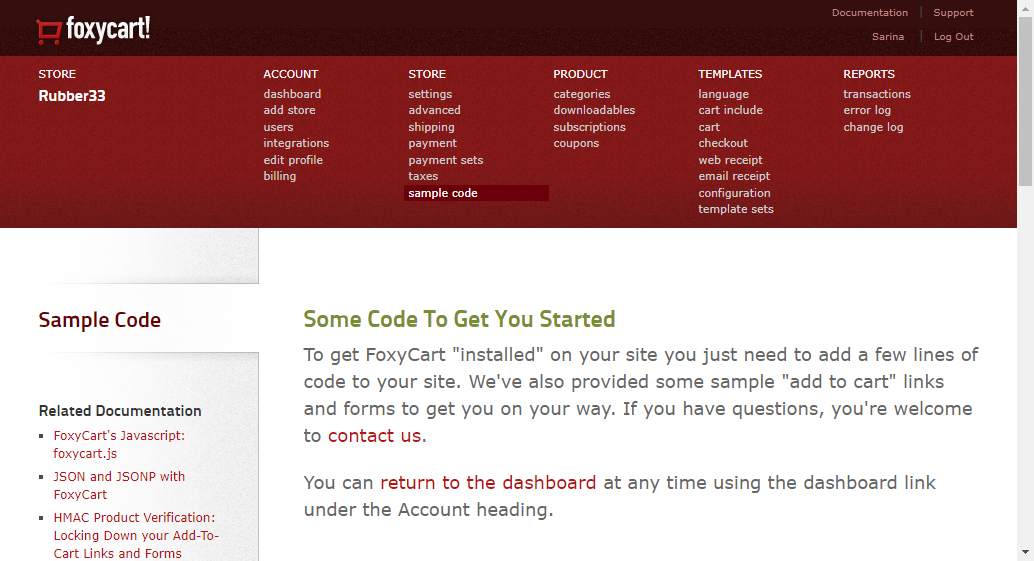 foxycart!
Documentation | Support
Sarina | Log Out
STORE
Rubber33
ACCOUNT
dashboard
add store
users
integrations
edit profile
billing
STORE
settings
advanced
shipping
payment
payment sets
taxes
sample code
PRODUCT
categories
downloadables
subscriptions
coupons
TEMPLATES
language
cart include
cart
checkout
web receipt
email receipt
configuration
template sets
REPORTS
transactions
error log
change log
Sample Code
Related Documentation
FoxyCart's Javascript:
foxycart.js
JSON and JSONP with
FoxyCart
HMAC Product Verification:
Locking Down your Add-To-
Cart Links and Forms
Some Code To Get You Started
To get FoxyCart "installed" on your site you just need to add a few lines of
code to your site. We've also provided some sample "add to cart" links
and forms to get you on your way. If you have questions, you're welcome
to contact us.
You can return to the dashboard at any time using the dashboard link
under the Account heading.